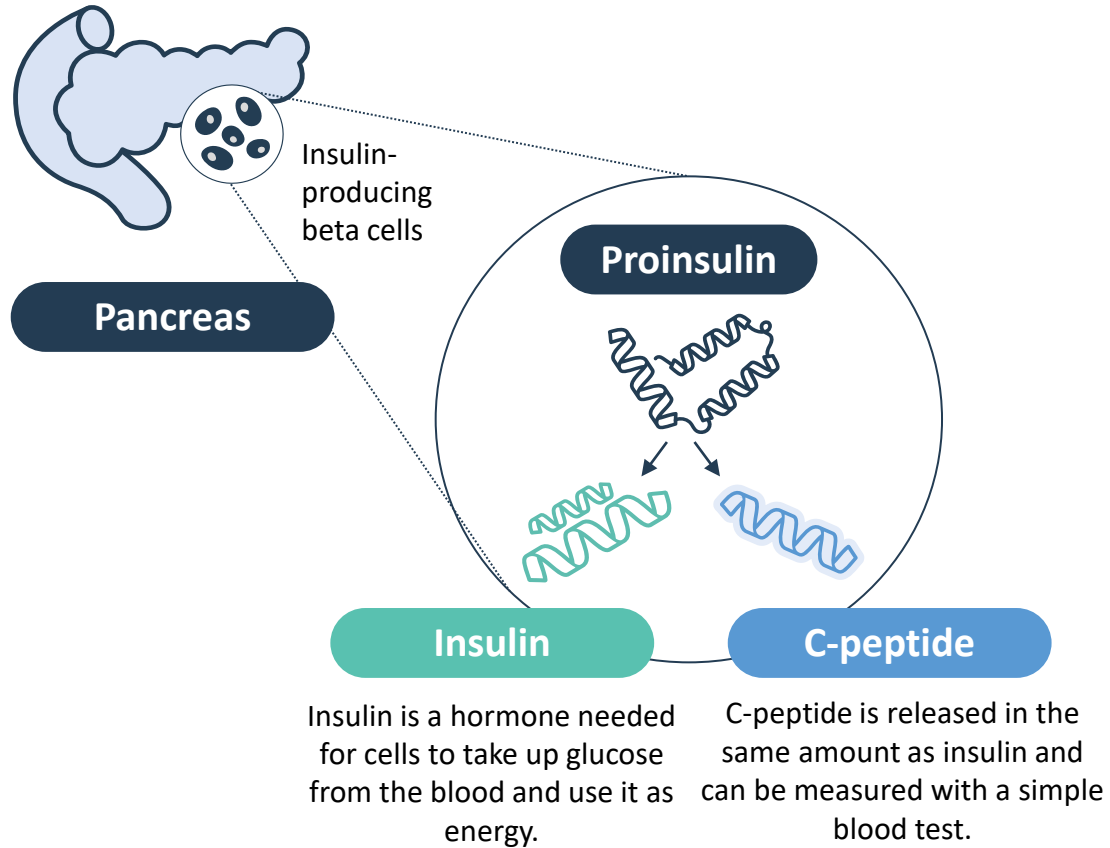 Insulin-
producing
beta cells
Pancreas
Proinsulin
Insulin
Insulin is a hormone needed
for cells to take up glucose
from the blood and use it as
energy.
C-peptide
C-peptide is released in the
same amount as insulin and
can be measured with a simple
blood test.